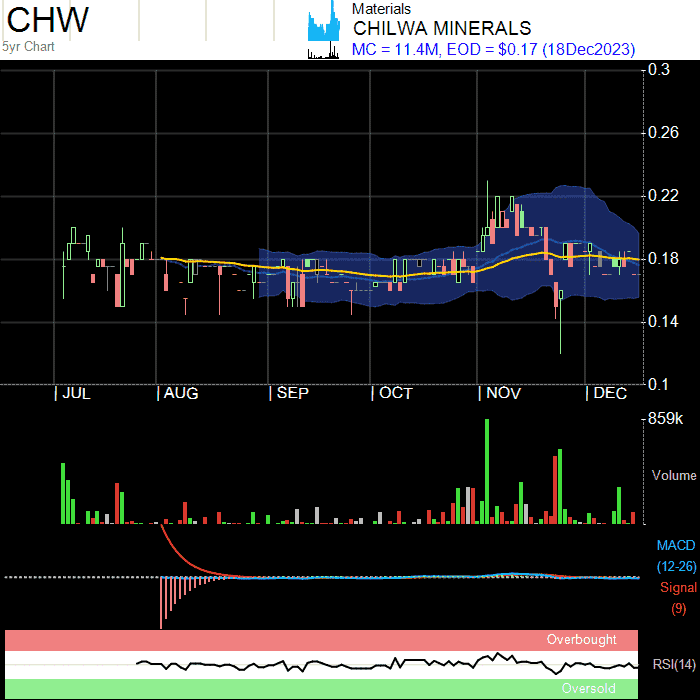 CHW
5yr Chart
Materials
CHILWA MINERALS
MC = 11.4M, EOD = $0.17 (18Dec2023)
0.3
0.26
0.22
0.18
0.14
0.1
JUL AUG SEP OCT NOV DEC
859k
Volume
MACD
(12-26)
Signal
(9)
Overbought
RSI(14)
Oversold